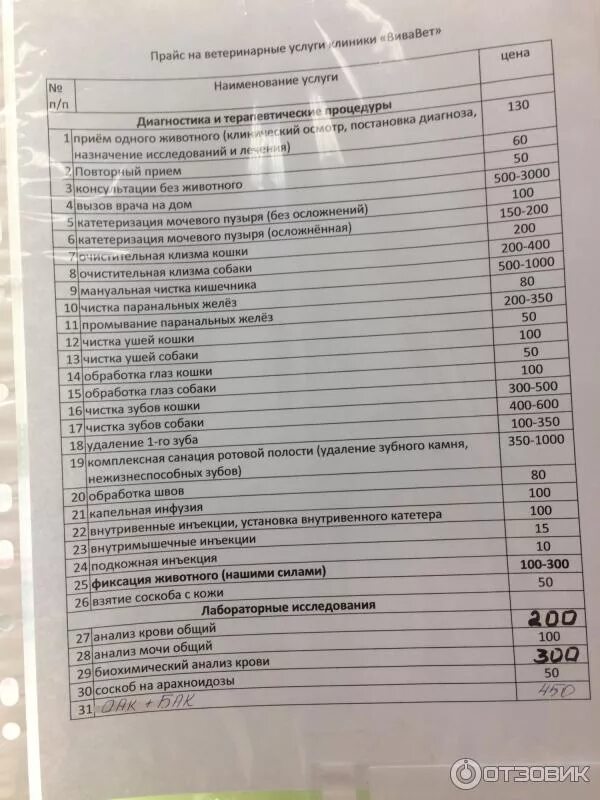 Прайс на ветеринарные услуги клиники «ВиваВет»
№ п/п Наименование услуги цена
Диагностика и терапевтические процедуры
1 приём одного животного (клинический осмотр, постановка диагноза, 130
назначение исследований и лечения)
2 Повторный прием 60
3 консультации без животного 50
4 вызов врача на дом 500-3000
5 катетеризация мочевого пузыря (без осложнений) 100
6 катетеризация мочевого пузыря (осложнённая) 150-200
7 очистительная клизма кошки 200
8 очистительная клизма собаки 200-400
9 мануальная чистка кишечника 500-1000
10 чистка паранальных желёз 80
11 промывание паранальных желёз 200-350
12 чистка ушей кошки 50
13 чистка ушей собаки 100
14 обработка глаз кошки 50
15 обработка глаз собаки 100
16 чистка зубов кошки 300-500
17 чистка зубов собаки 400-600
18 удаление 1-го зуба 100-350
19 комплексная санация ротовой полости (удаление зубного камня, 350-1000
нежизнеспособных зубов)
20 обработка швов 80
21 капельная инфузия 100
22 внутривенные инъекции, установка внутривенного катетера 100
23 внутримышечные инъекции 15
24 подкожная инъекция 10
25 фиксация животного (нашими силами) 100-300
26 взятие соскоба с кожи 50
Лабораторные исследования
27 анализ крови общий 200
28 анализ мочи общий 100
29 биохимический анализ крови 300
30 соскоб на арахноидозы 50
31 ОАК + БАК 450
ОТЗОВИК